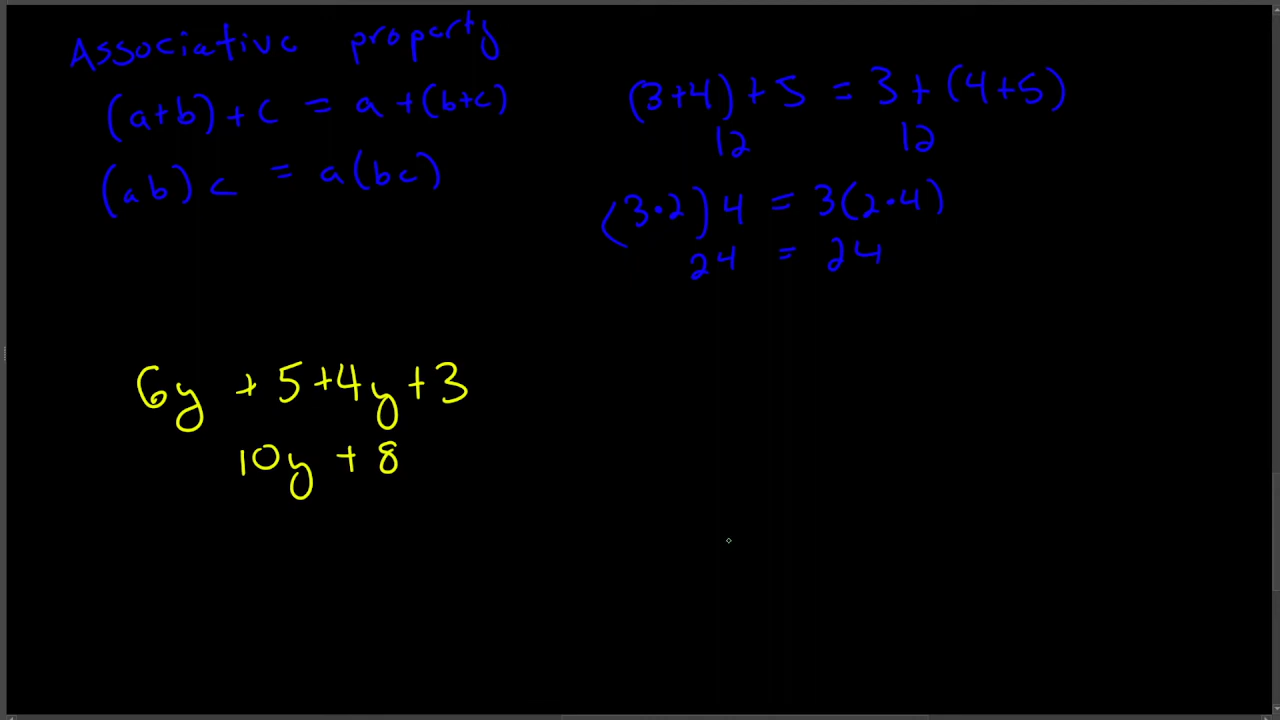 Associative property
(a+b)+c = a+(b+c)
(ab)c = a(bc)
(3+4)+5 = 3+(4+5)
12 12
(3·2)4 = 3(2·4)
24 = 24
6y + 5+4y+3
10y + 8